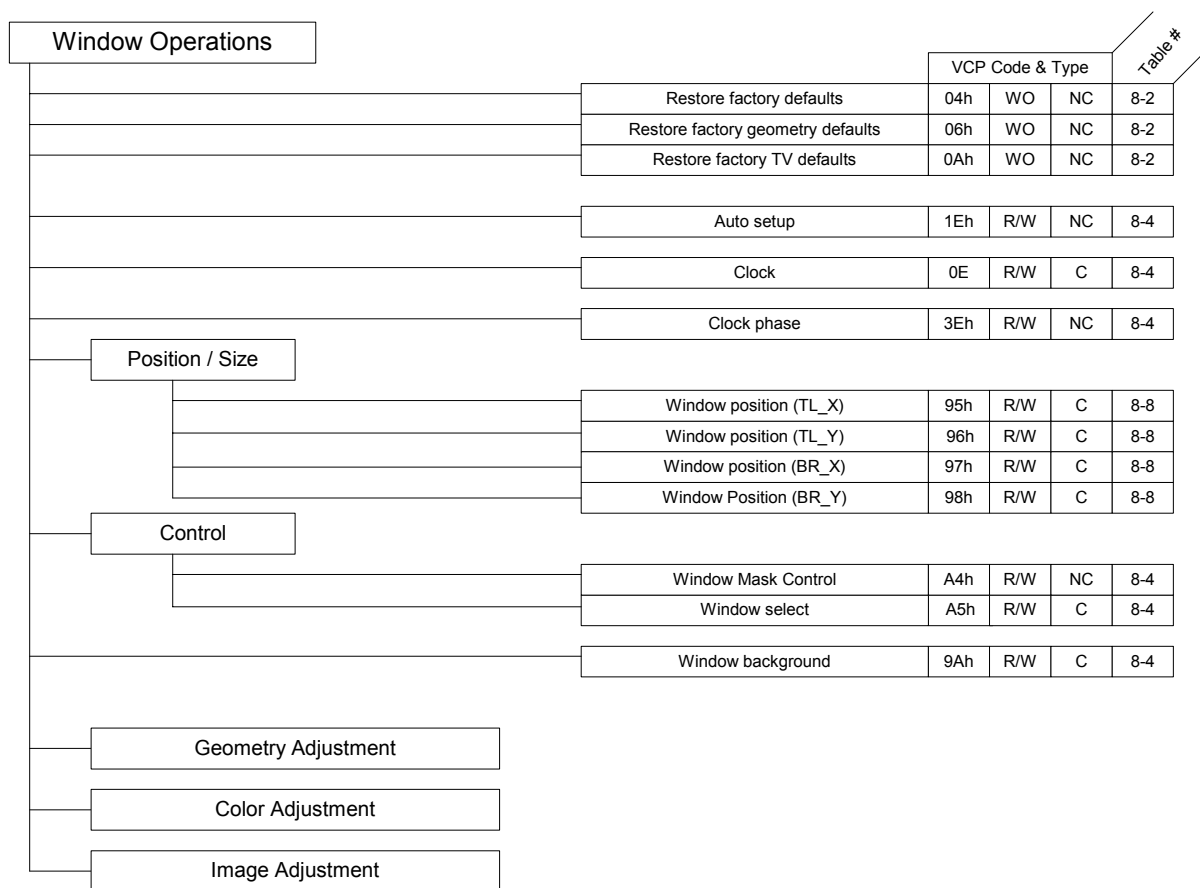 Window Operations
Table #
VCP Code & Type
Restore factory defaults 04h WO NC 8-2
Restore factory geometry defaults 06h WO NC 8-2
Restore factory TV defaults 0Ah WO NC 8-2
Auto setup 1Eh R/W NC 8-4
Clock 0E R/W C 8-4
Clock phase 3Eh R/W NC 8-4
Position / Size
Window position (TL_X) 95h R/W C 8-8
Window position (TL_Y) 96h R/W C 8-8
Window position (BR_X) 97h R/W C 8-8
Window Position (BR_Y) 98h R/W C 8-8
Control
Window Mask Control A4h R/W NC 8-4
Window select A5h R/W C 8-4
Window background 9Ah R/W C 8-4
Geometry Adjustment
Color Adjustment
Image Adjustment